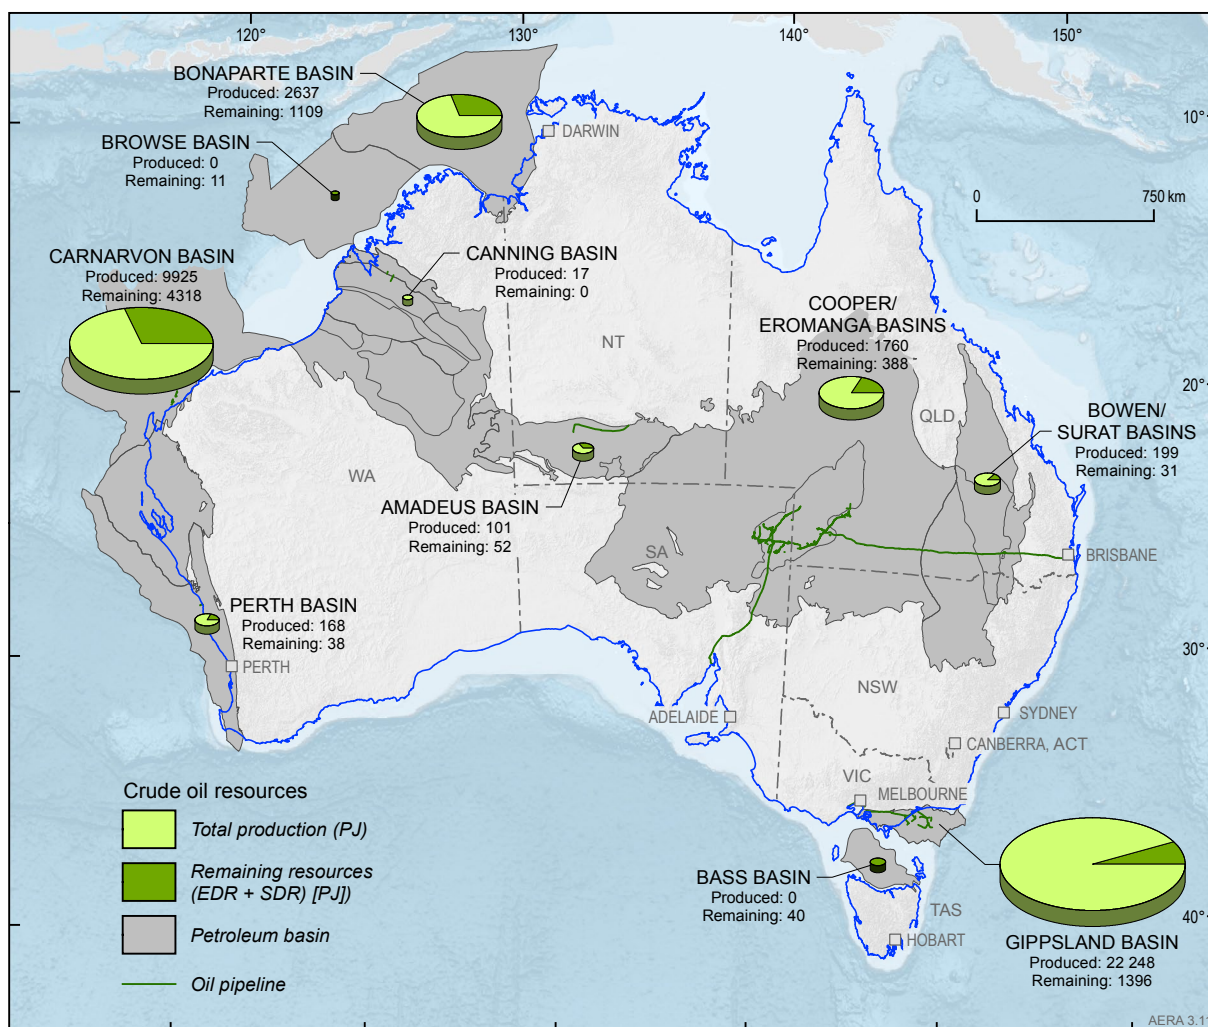 120°
130°
140°
150°
BONAPARTE BASIN
Produced: 2637
Remaining: 1109
10°
DARWIN
BROWSE BASIN
Produced: 0
Remaining: 11
0
750 km
CARNARVON BASIN
Produced: 9925
Remaining: 4318
CANNING BASIN
Produced: 17
Remaining: 0
COOPER/
EROMANGA BASINS
Produced: 1760
Remaining: 388
NT
20°
QLD
BOWEN/
SURAT BASINS
Produced: 199
Remaining: 31
WA
AMADEUS BASIN
Produced: 101
Remaining: 52
SA
BRISBANE
PERTH BASIN
Produced: 168
Remaining: 38
PERTH
30°
NSW
ADELAIDE
SYDNEY
CANBERRA, ACT
VIC
MELBOURNE
Crude oil resources
Total production (PJ)
Remaining resources
(EDR + SDR) [PJ])
Petroleum basin
Oil pipeline
BASS BASIN
Produced: 0
Remaining: 40
TAS
HOBART
40°
GIPPSLAND BASIN
Produced: 22 248
Remaining: 1396
AERA 3.11